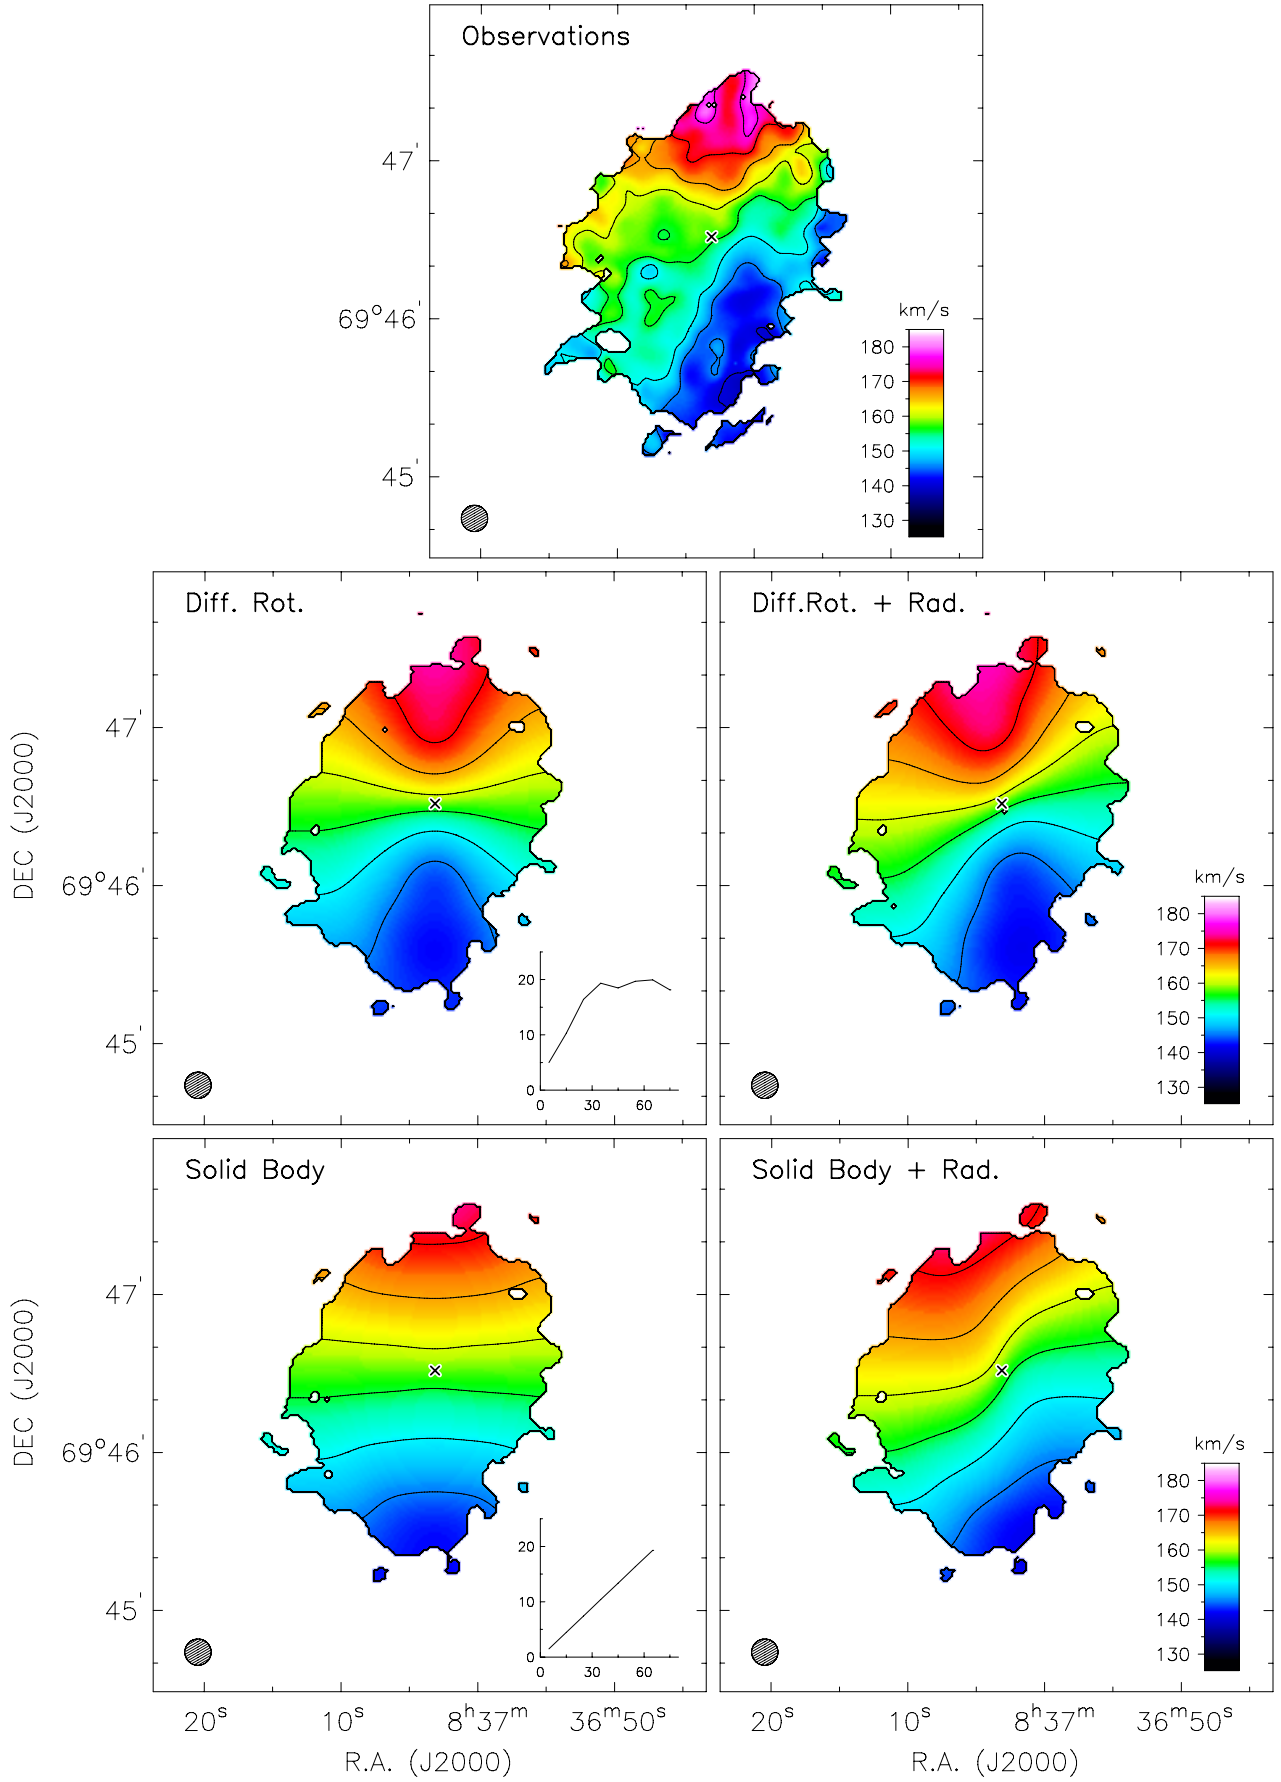 Observations
47'
69°46'
45'
km/s
180
170
160
150
140
130
Diff. Rot.
47'
69°46'
45'
DEC (J2000)
20
10
0
0 30 60
Diff.Rot. + Rad.
km/s
180
170
160
150
140
130
Solid Body
47'
69°46'
45'
DEC (J2000)
20
10
0
0 30 60
20s 10s 8h37m 36m50s
R.A. (J2000)
Solid Body + Rad.
km/s
180
170
160
150
140
130
20s 10s 8h37m 36m50s
R.A. (J2000)